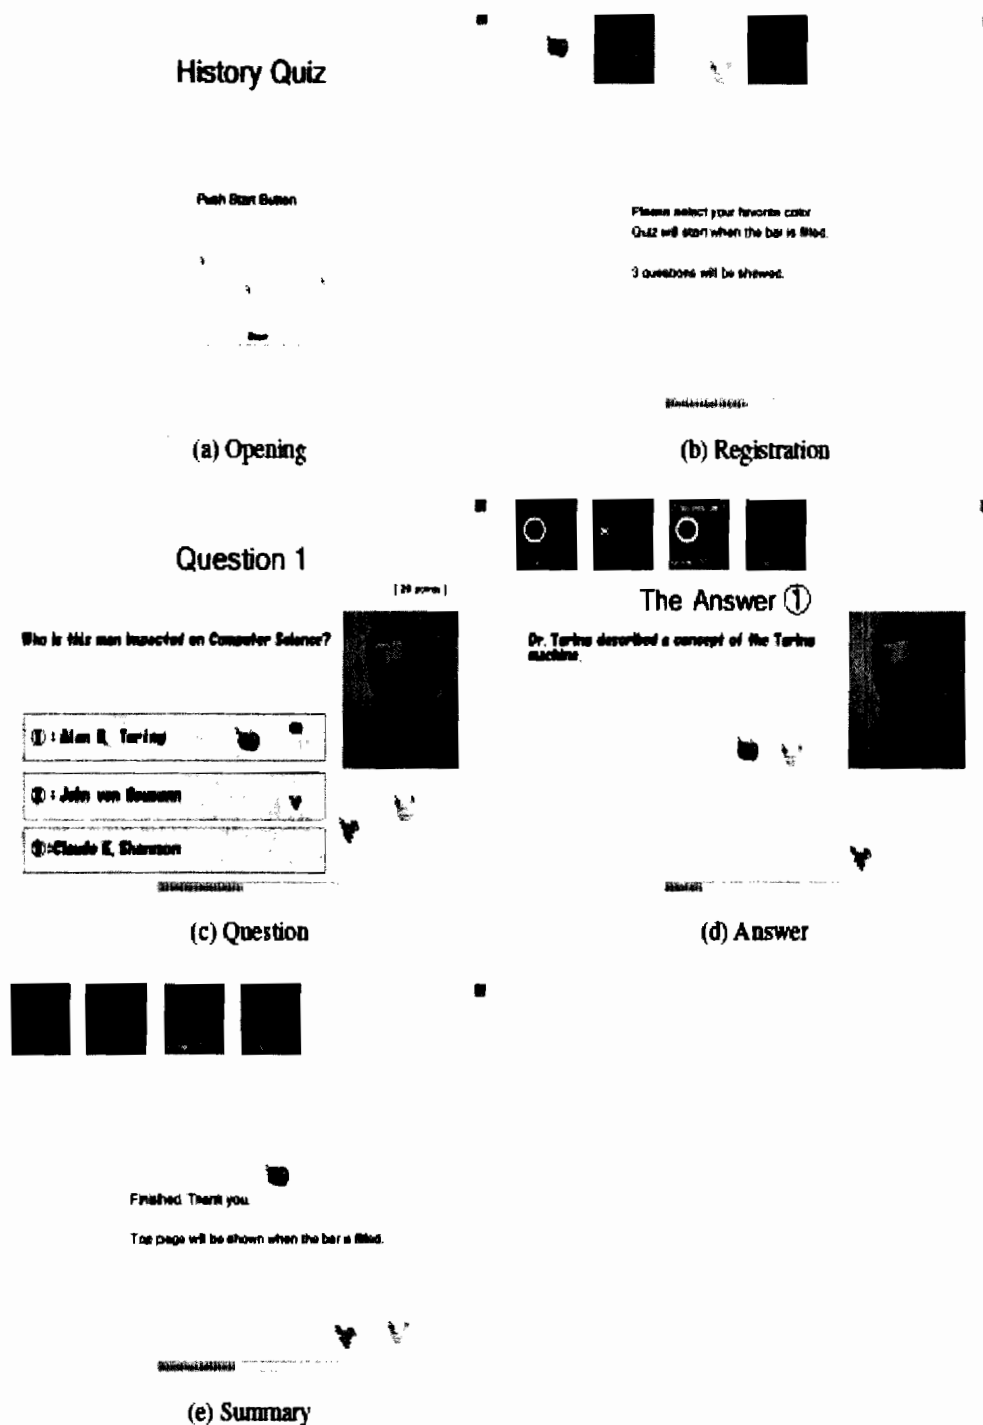 History Quiz
Push Start Button
Start
(a) Opening
Please select your favorite color
Quiz will start when the bar is filled.
3 questions will be showed.
(b) Registration
Question 1
[ 20 points ]
Who is this man impacted on Computer Science?
① : Alan M. Turing
② : John von Neumann
③ :Claude E. Shannon
(c) Question
The Answer ①
Dr. Turing described a concept of the Turing
machine.
(d) Answer
Finished. Thank you.
Top page will be shown when the bar is filled.
(e) Summary